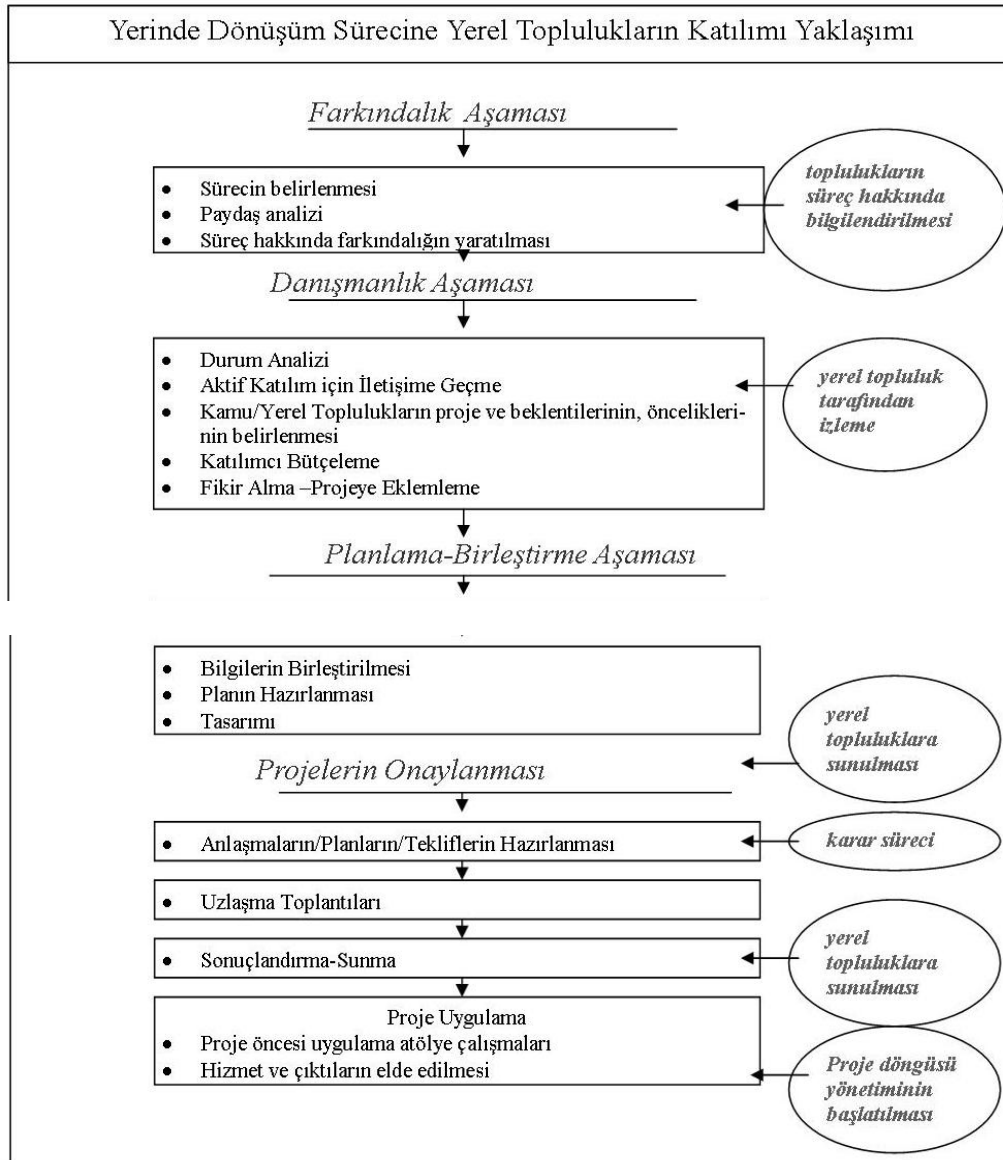 Yerinde Dönüşüm Sürecine Yerel Toplulukların Katılımı Yaklaşımı
Farkındalık Aşaması
• Sürecin belirlenmesi
• Paydaş analizi
• Süreç hakkında farkındalığın yaratılması
toplulukların
süreç hakkında
bilgilendirilmesi
Danışmanlık Aşaması
• Durum Analizi
• Aktif Katılım için İletişime Geçme
• Kamu/Yerel Toplulukların proje ve beklentilerinin, öncelikleri-
nin belirlenmesi
• Katılımcı Bütçeleme
• Fikir Alma –Projeye Eklemleme
yerel topluluk
tarafından
izleme
Planlama-Birleştirme Aşaması
• Bilgilerin Birleştirilmesi
• Planın Hazırlanması
• Tasarımı
yerel
topluluklara
sunulması
Projelerin Onaylanması
• Anlaşmaların/Planların/Tekliflerin Hazırlanması
karar süreci
• Uzlaşma Toplantıları
• Sonuçlandırma-Sunma
yerel
topluluklara
sunulması
Proje Uygulama
• Proje öncesi uygulama atölye çalışmaları
• Hizmet ve çıktıların elde edilmesi
Proje döngüsü
yönetiminin
başlatılması